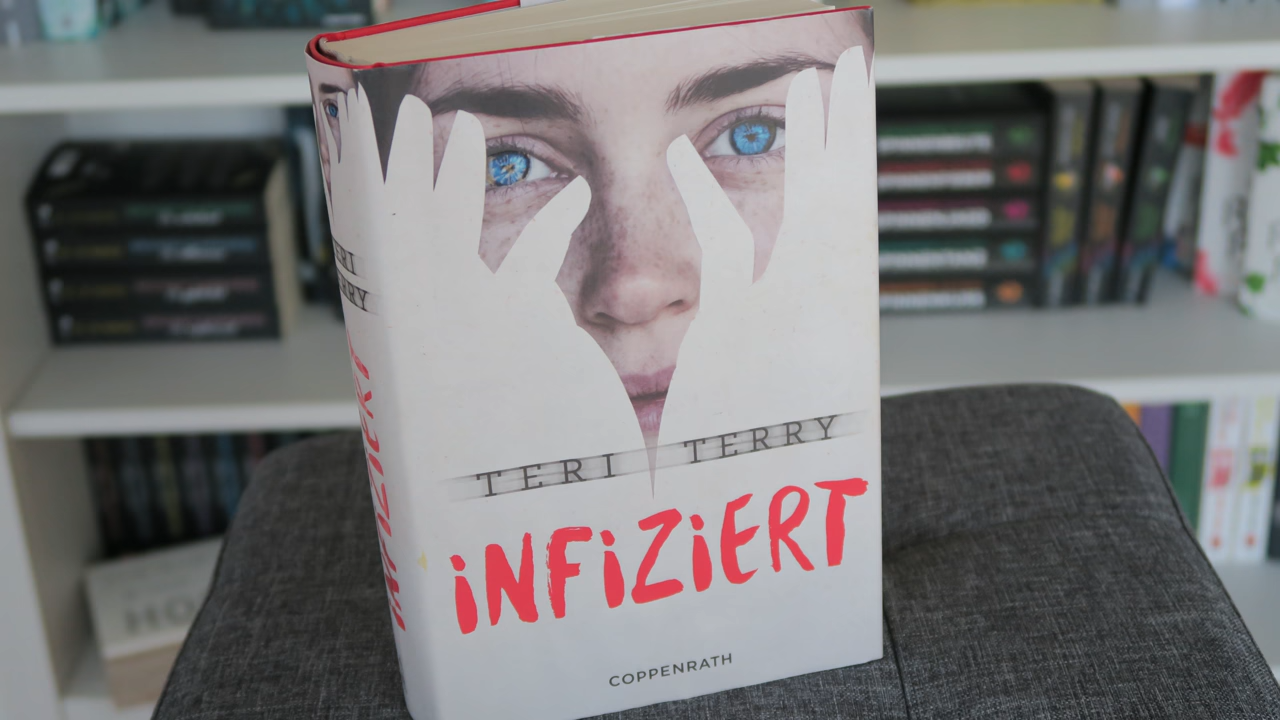 TERI TERRY
iNFiZiERT
COPPENRATH
TERI
TERRY
iNFiZiERT